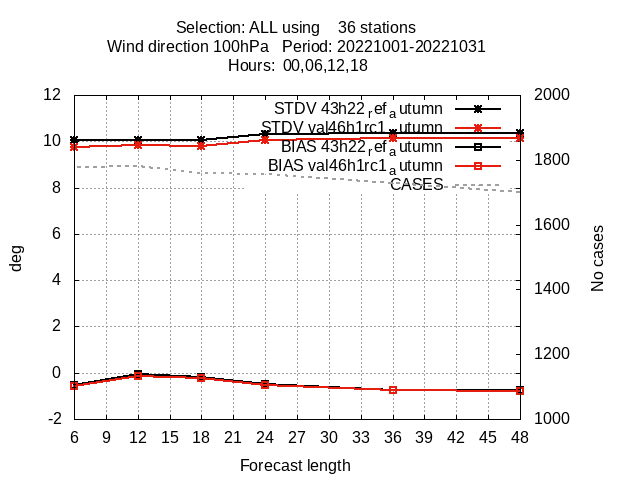 Selection: ALL using    36 stations
Wind direction 100hPa   Period: 20221001-20221031
Hours: 00,06,12,18
12 2000
STDV 43h22_ref_autumn
STDV val46h1rc1_autumn
10
BIAS 43h22_ref_autumn
1800
BIAS val46h1rc1_autumn
8
CASES
1600
deg
6
No cases
4 1400
2
1200
0
-2 1000
6 9 12 15 18 21 24 27 30 33 36 39 42 45 48
Forecast length